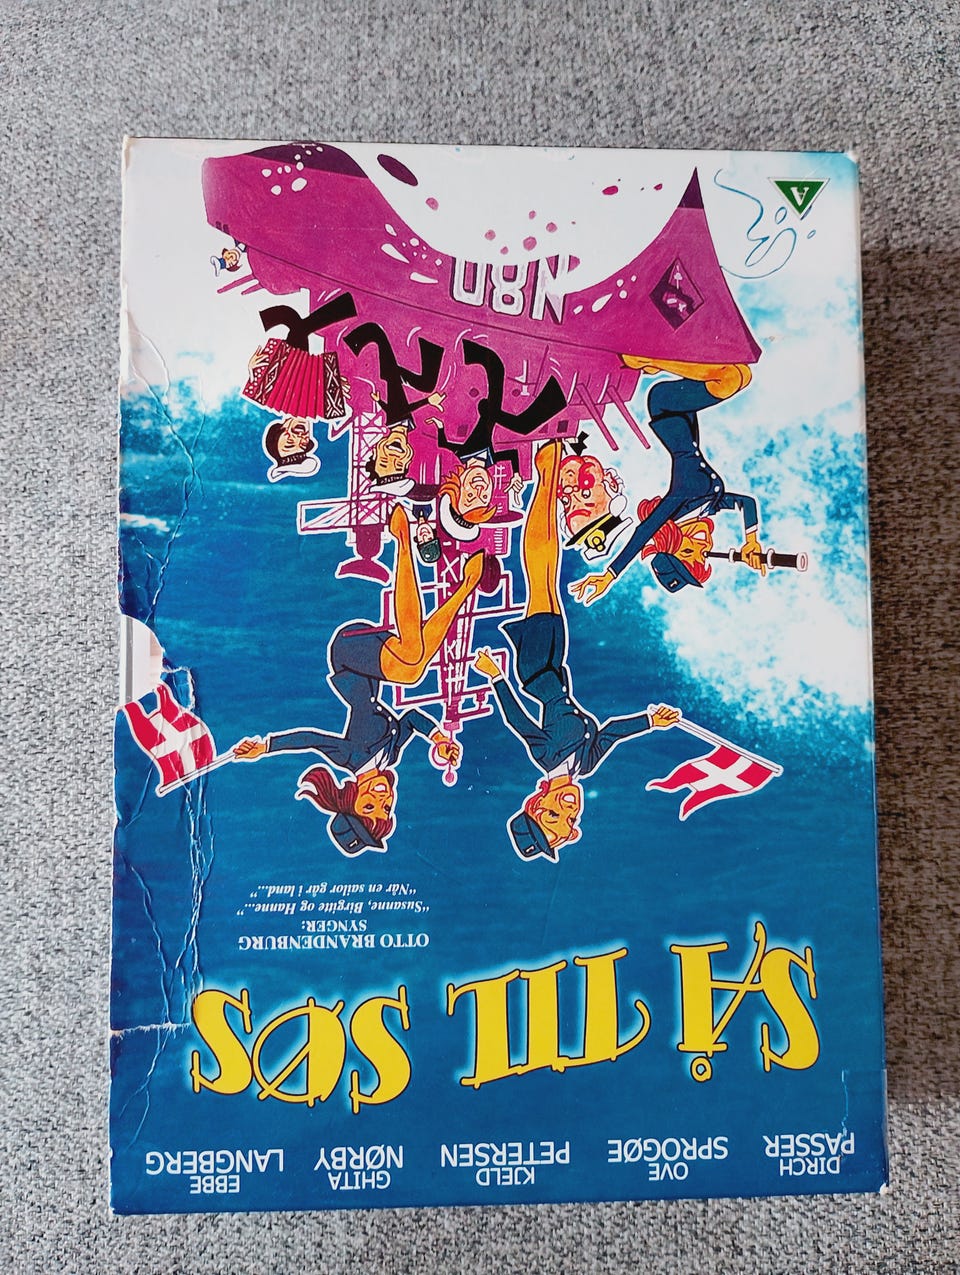 DIRCH PASSER
OVE SPROGØE
KJELD PETERSEN
GHITA NØRBY
EBBE LANGBERG
SÅ TIL SØS
OTTO BRANDENBURG
SYNGER:
"Susanne, Birgitte og Hanne..."
"Når en sailor går i land..."
N80
A